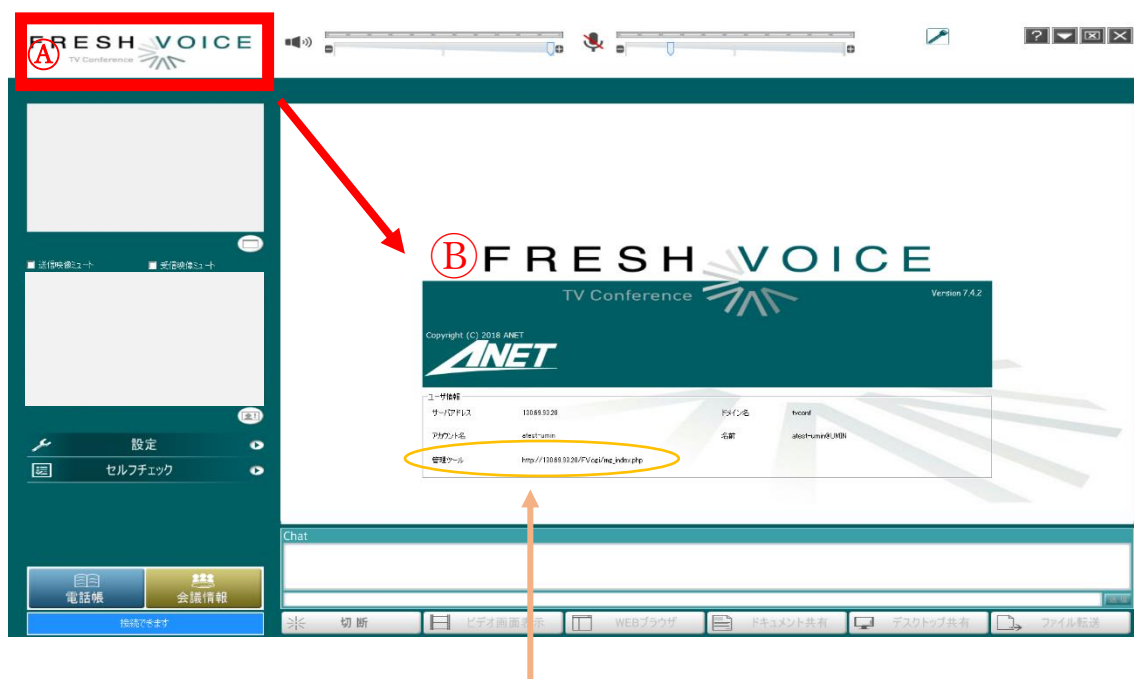 FRESH VOICE
TV Conference
Ⓐ
送信映像ミュート
受信映像ミュート
設定
セルフチェック
電話帳
会議情報
接続できます
Ⓑ
FRESH VOICE
TV Conference
Version 7.4.2
Copyright (C) 2018 ANET
ANET
ユーザ情報
サーバアドレス 130.69.93.20 ドメイン名 tvconf
アカウント名 atest-umin 名前 atest-umin@UMIN
管理ツール http://130.69.93.20/FVcgi/mg_index.php
Chat
切断
ビデオ画面表示
WEBブラウザ
ドキュメント共有
デスクトップ共有
ファイル転送